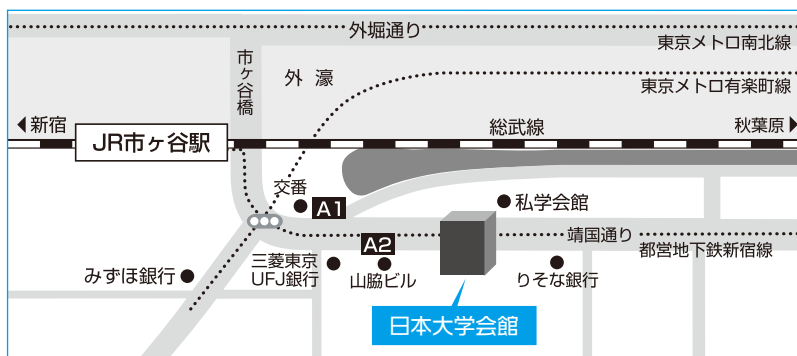 外堀通り
東京メトロ南北線
市ヶ谷橋
外濠
東京メトロ有楽町線
新宿
総武線
秋葉原
JR市ヶ谷駅
交番
A1
私学会館
靖国通り
都営地下鉄新宿線
A2
みずほ銀行
三菱東京
UFJ銀行
山脇ビル
りそな銀行
日本大学会館